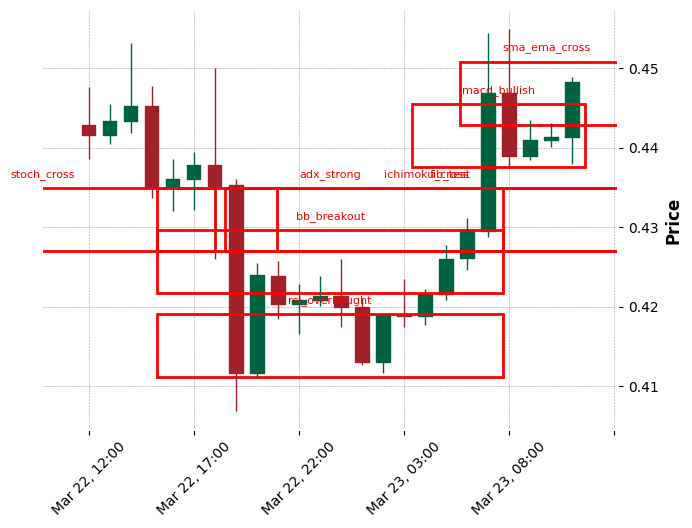 sma_ema_cross
0.45
macd_bullish
0.44
stoch_cross
adx_strong
ichimoku_cross
fib_test
bb_breakout
0.43
Price
rsi_overbought
0.42
0.41
Mar 22, 12:00
Mar 22, 17:00
Mar 22, 22:00
Mar 23, 03:00
Mar 23, 08:00